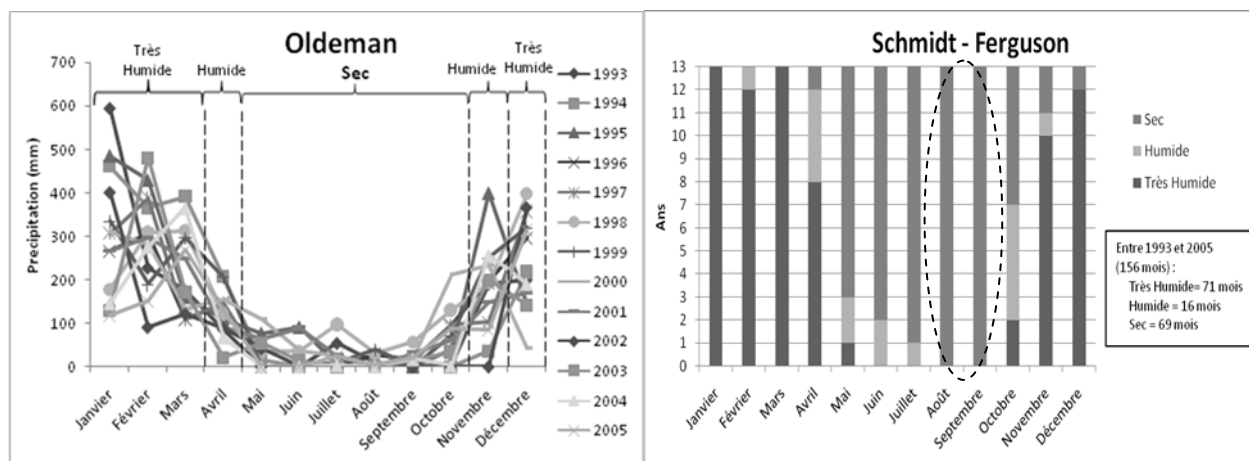 Oldeman
Très
Humide
Humide
Sec
Humide
Très
Humide
Precipitation (mm)
700
600
500
400
300
200
100
0
Janvier
Février
Mars
Avril
Mai
Juin
Juillet
Août
Septembre
Octobre
Novembre
Décembre
1993
1994
1995
1996
1997
1998
1999
2000
2001
2002
2003
2004
2005
Schmidt - Ferguson
Ans
13
12
11
10
9
8
7
6
5
4
3
2
1
0
Janvier
Février
Mars
Avril
Mai
Juin
Juillet
Août
Septembre
Octobre
Novembre
Décembre
Sec
Humide
Très Humide
Entre 1993 et 2005
(156 mois) :
Très Humide= 71 mois
Humide = 16 mois
Sec = 69 mois